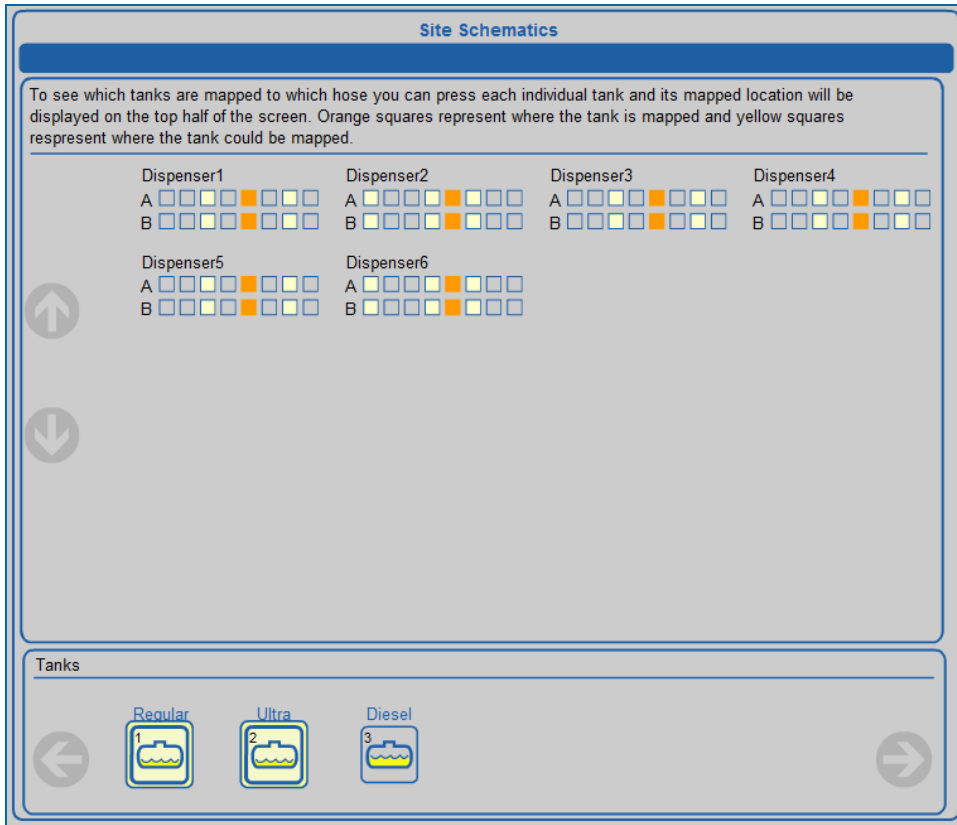 Site Schematics
To see which tanks are mapped to which hose you can press each individual tank and its mapped location will be
displayed on the top half of the screen. Orange squares represent where the tank is mapped and yellow squares
respresent where the tank could be mapped.
Dispenser1 Dispenser2 Dispenser3 Dispenser4
A A A A
B B B B
Dispenser5 Dispenser6
A A
B B
Tanks
Regular Ultra Diesel
1 2 3